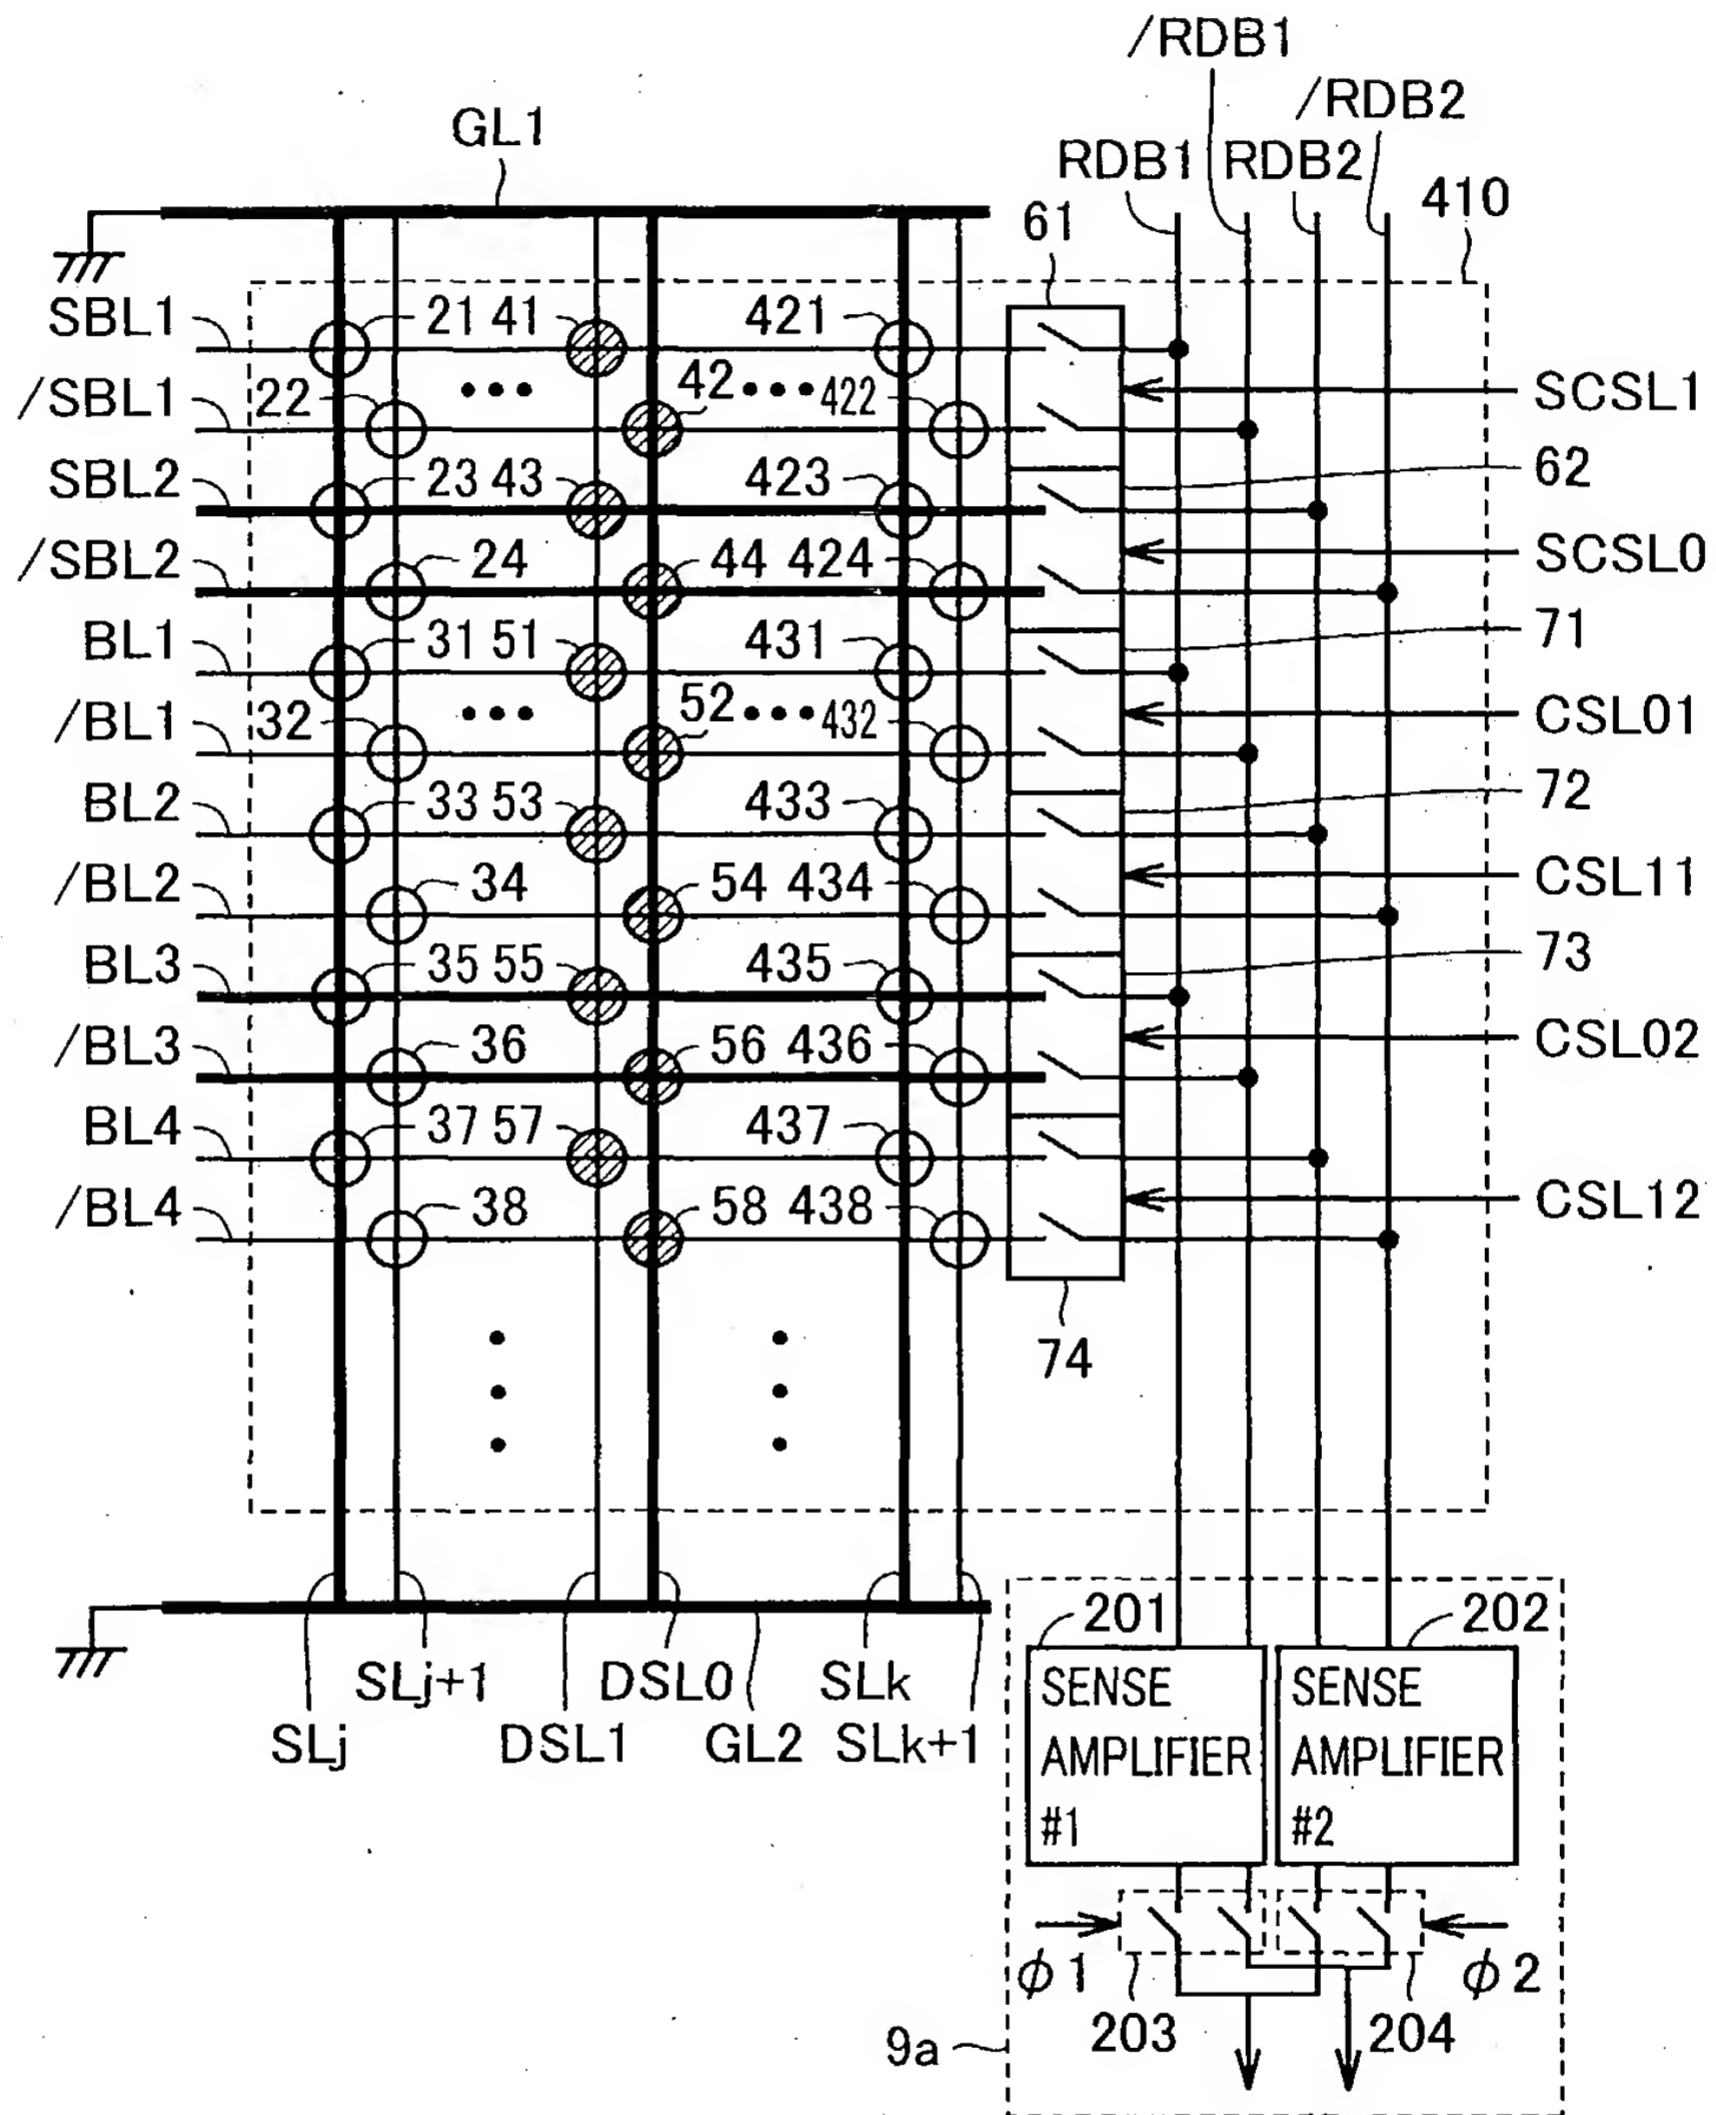 /RDB1
/RDB2
GL1
RDB1 RDB2
410
61
SBL1 21 41 421
/SBL1 22 42 422 SCSL1
SBL2 23 43 423 62
/SBL2 24 44 424 SCSL0
BL1 31 51 431 71
/BL1 32 52 432 CSL01
BL2 33 53 433 72
/BL2 34 54 434 CSL11
BL3 35 55 435 73
/BL3 36 56 436 CSL02
BL4 37 57 437
/BL4 38 58 438 CSL12
74
201 202
SLj+1 DSL0 SLk
SLj DSL1 GL2 SLk+1
SENSE
AMPLIFIER
#1
SENSE
AMPLIFIER
#2
φ1 φ2
203 204
9a